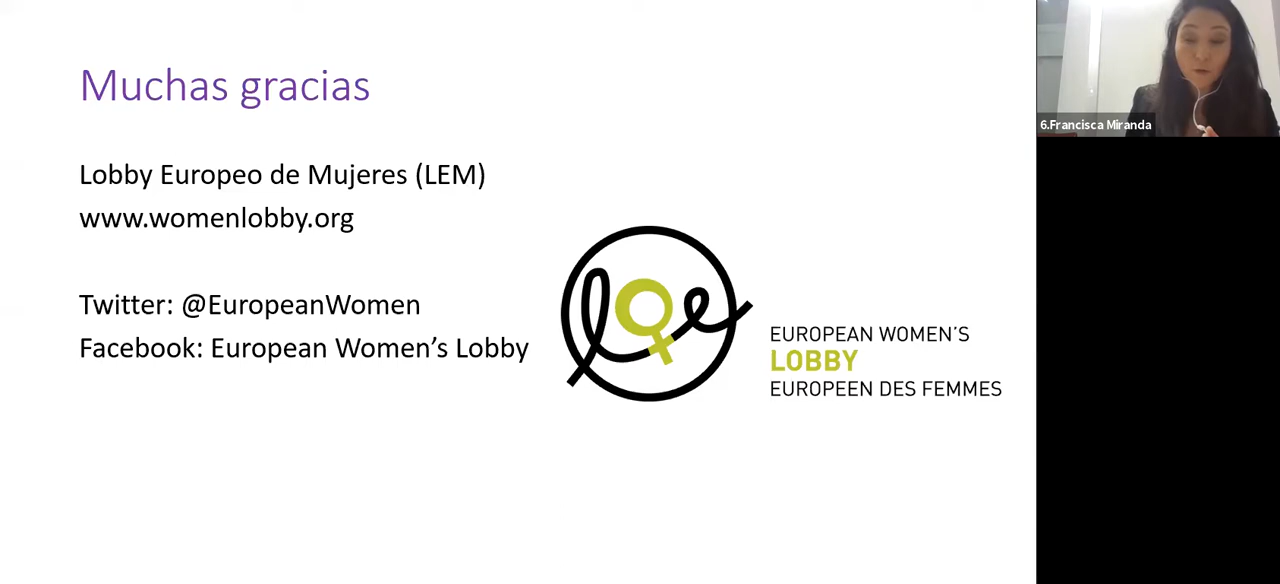 Muchas gracias
Lobby Europeo de Mujeres (LEM)
www.womenlobby.org
Twitter: @EuropeanWomen
Facebook: European Women’s Lobby
loe
EUROPEAN WOMEN’S
LOBBY
EUROPEEN DES FEMMES
6.Francisca Miranda